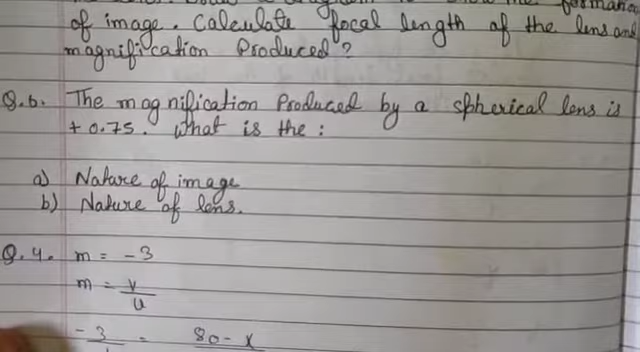 of image. Calculate focal length of the lens and
magnification Produced?
Q.6. The magnification Produced by a spherical lens is
+ 0.75. What is the :
a) Nature of image
b) Nature of lens.
Q.4. m = -3
m = v/u
-3 = 80-x